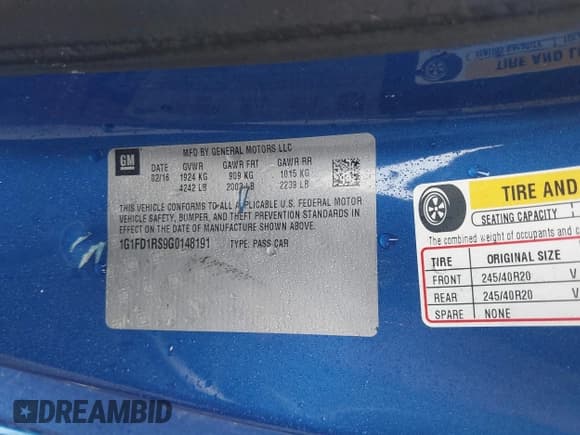 GM
MFG BY GENERAL MOTORS LLC
DATE GVWR GAWR FRT GAWR RR
02/16 1924 KG 909 KG 1015 KG
4242 LB 2003 LB 2239 LB
THIS VEHICLE CONFORMS TO ALL APPLICABLE U.S. FEDERAL MOTOR
VEHICLE SAFETY, BUMPER, AND THEFT PREVENTION STANDARDS IN
EFFECT ON THE DATE OF MANUFACTURE SHOWN ABOVE.
1G1FD1RS9G0148191 TYPE: PASS CAR
TIRE AND
SEATING CAPACITY
The combined weight of occupants and c
TIRE ORIGINAL SIZE
FRONT 245/40R20 V
REAR 245/40R20 V
SPARE NONE
DREAMBID